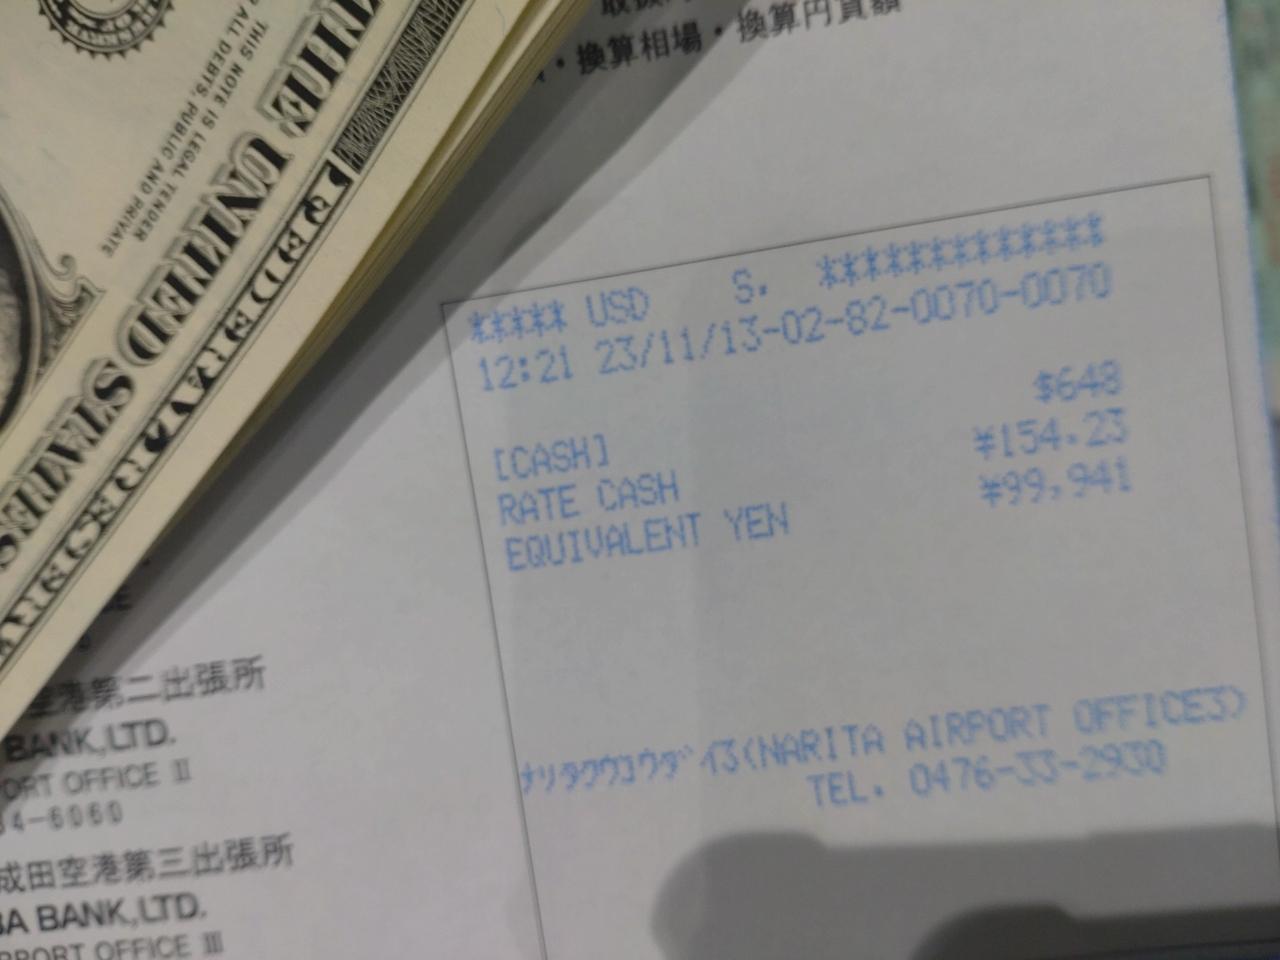 THE UNITED STATES
FEDERAL RESERVE
THIS NOTE IS LEGAL TENDER
ALL DEBTS, PUBLIC AND PRIVATE
・換算相場・換算円貨額
***** USD S. *************
12:21 23/11/13-02-82-0070-0070
$648
[CASH] ¥154.23
RATE CASH ¥99,941
EQUIVALENT YEN
ナリタクウコウダイ3(NARITA AIRPORT OFFICE3)
TEL. 0476-33-2930
空港第二出張所
BANK,LTD.
PORT OFFICE II
34-6060
成田空港第三出張所
BA BANK,LTD.
RPORT OFFICE III